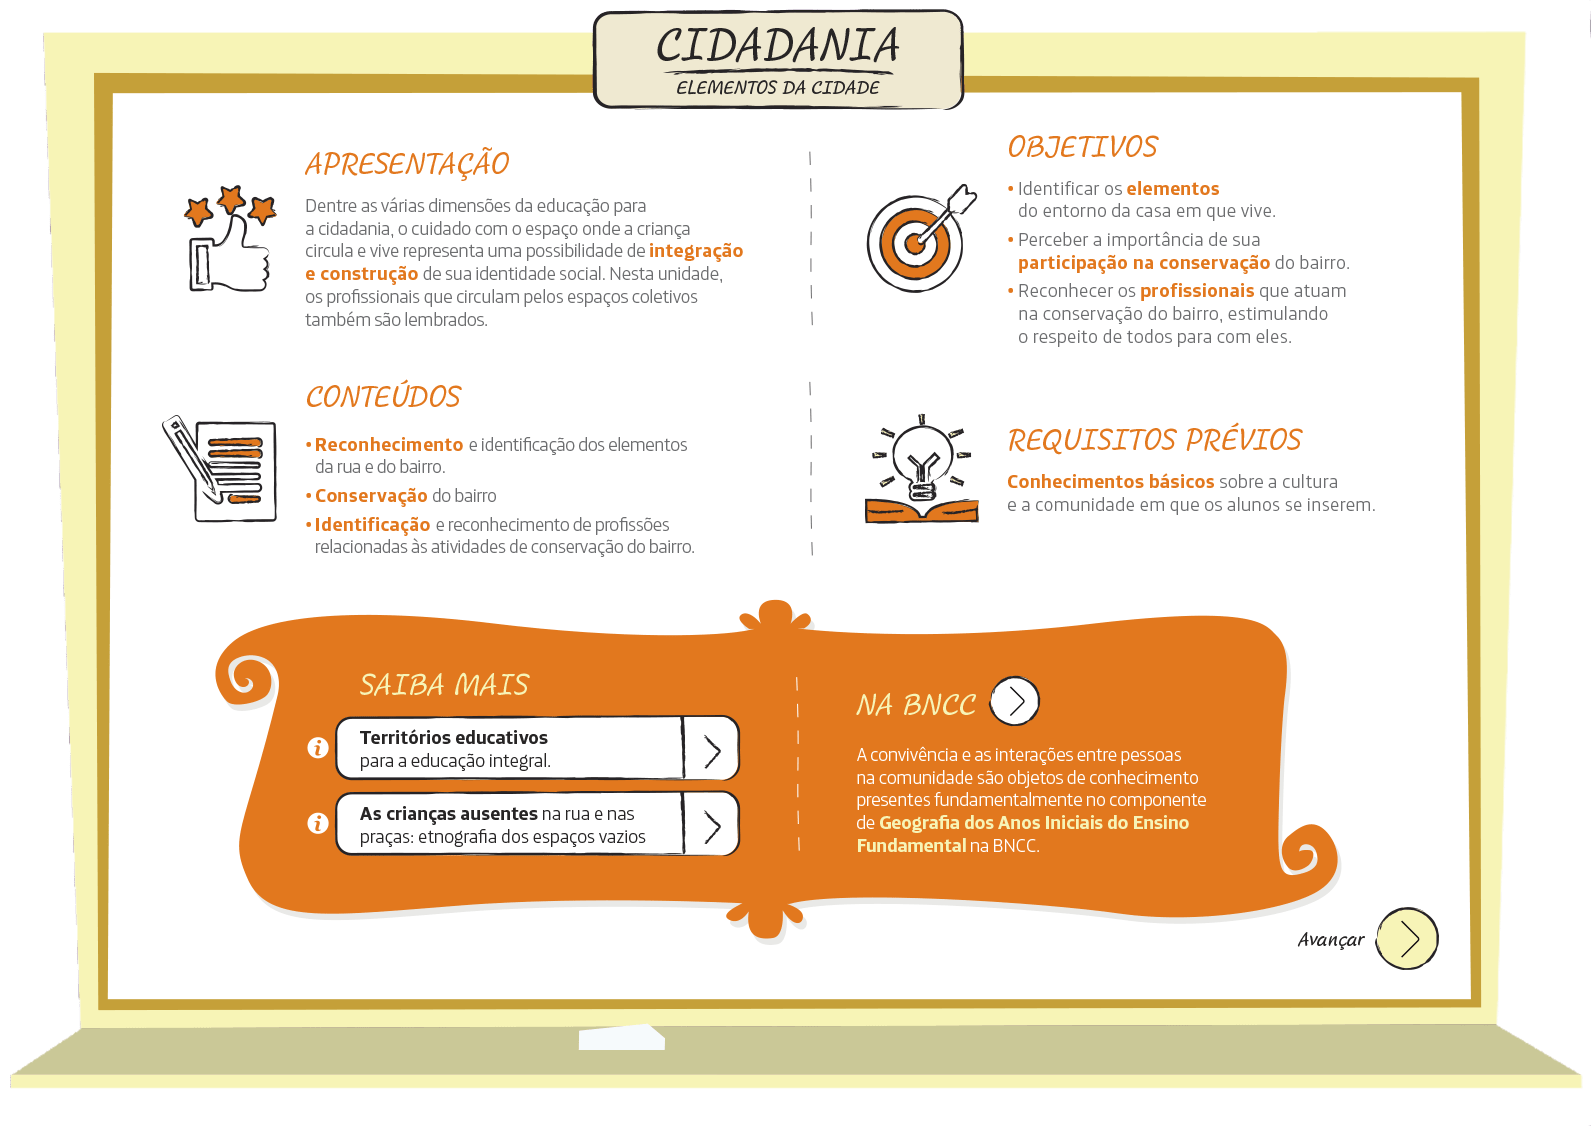 CIDADANIA
ELEMENTOS DA CIDADE
APRESENTAÇÃO
Dentre as várias dimensões da educação para
a cidadania, o cuidado com o espaço onde a criança
circula e vive representa uma possibilidade de integração
e construção de sua identidade social. Nesta unidade,
os profissionais que circulam pelos espaços coletivos
também são lembrados.
OBJETIVOS
• Identificar os elementos
do entorno da casa em que vive.
• Perceber a importância de sua
participação na conservação do bairro.
• Reconhecer os profissionais que atuam
na conservação do bairro, estimulando
o respeito de todos para com eles.
CONTEÚDOS
• Reconhecimento e identificação dos elementos
da rua e do bairro.
• Conservação do bairro
• Identificação e reconhecimento de profissões
relacionadas às atividades de conservação do bairro.
REQUISITOS PRÉVIOS
Conhecimentos básicos sobre a cultura
e a comunidade em que os alunos se inserem.
SAIBA MAIS
i Territórios educativos
para a educação integral.
i As crianças ausentes na rua e nas
praças: etnografia dos espaços vazios
NA BNCC
A convivência e as interações entre pessoas
na comunidade são objetos de conhecimento
presentes fundamentalmente no componente
de Geografia dos Anos Iniciais do Ensino
Fundamental na BNCC.
Avançar